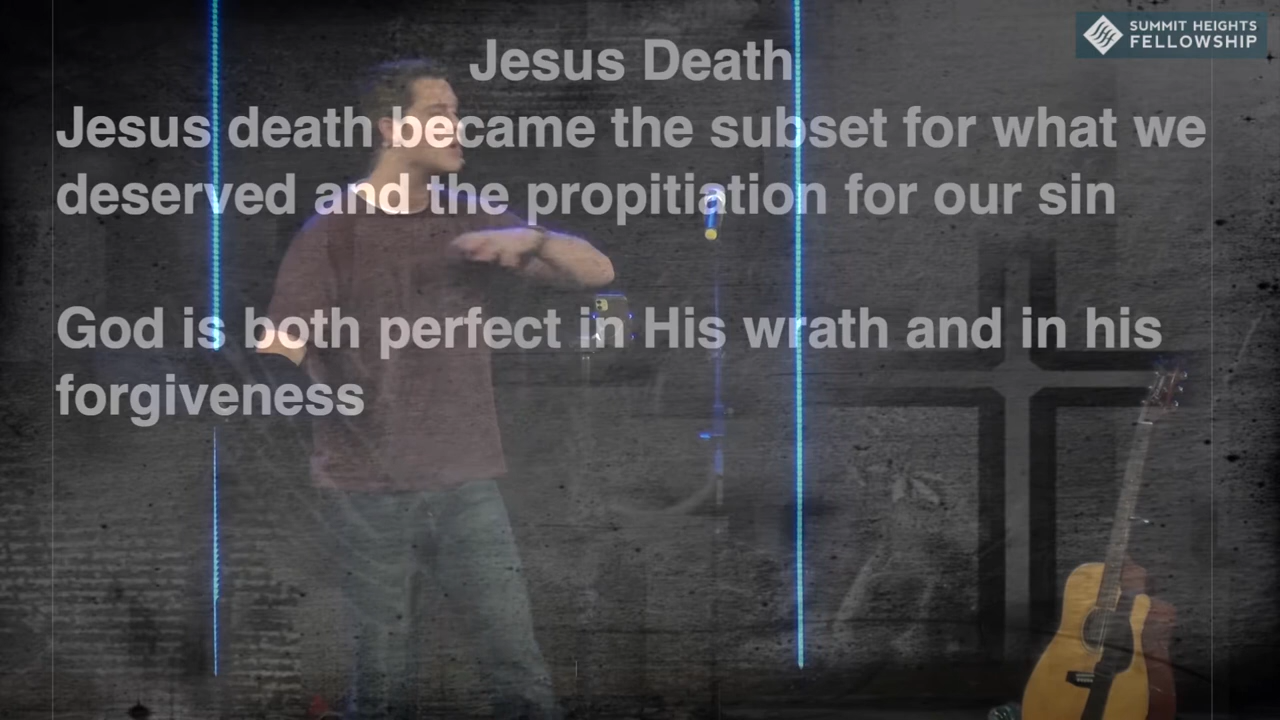 SUMMIT HEIGHTS
FELLOWSHIP
Jesus Death
Jesus death became the subset for what we
deserved and the propitiation for our sin
God is both perfect in His wrath and in his
forgiveness